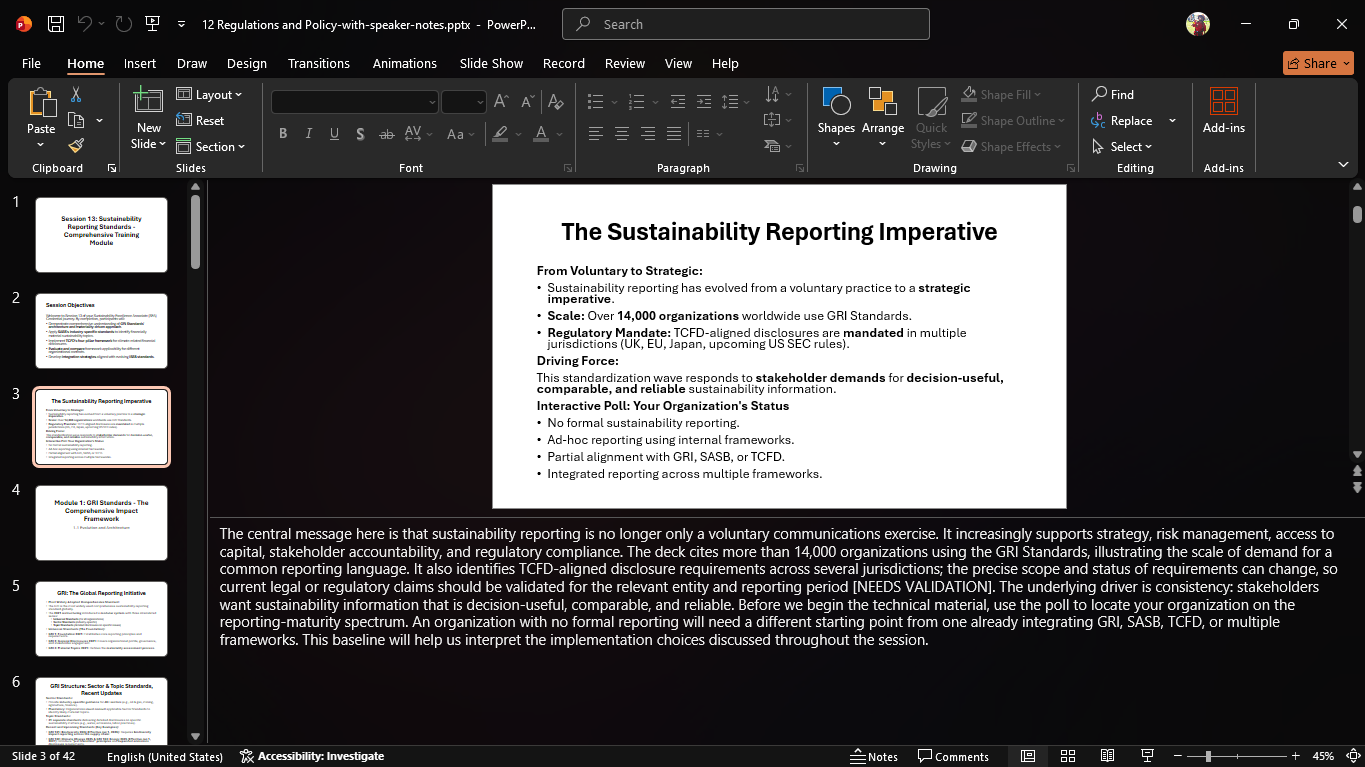 12 Regulations and Policy-with-speaker-notes.pptx - PowerP...
Search
File Home Insert Draw Design Transitions Animations Slide Show Record Review View Help
Share
Paste
Clipboard
New Slide
Layout
Reset
Section
Slides
Font
Paragraph
Shapes
Arrange
Quick Styles
Shape Fill
Shape Outline
Shape Effects
Drawing
Find
Replace
Select
Editing
Add-ins
Add-ins
1
Session 13: Sustainability
Reporting Standards -
Comprehensive Training
Module
2
Session Objectives
3
The Sustainability Reporting Imperative
4
Module 1: GRI Standards - The
Comprehensive Impact
Framework
1.1 Evolution and Architecture
5
GRI: The Global Reporting Initiative
6
GRI Structure: Sector & Topic Standards,
Recent Updates
The Sustainability Reporting Imperative
From Voluntary to Strategic:
• Sustainability reporting has evolved from a voluntary practice to a strategic
imperative.
• Scale: Over 14,000 organizations worldwide use GRI Standards.
• Regulatory Mandate: TCFD-aligned disclosures are mandated in multiple
jurisdictions (UK, EU, Japan, upcoming US SEC rules).
Driving Force:
This standardization wave responds to stakeholder demands for decision-useful,
comparable, and reliable sustainability information.
Interactive Poll: Your Organization's Status
• No formal sustainability reporting.
• Ad-hoc reporting using internal frameworks.
• Partial alignment with GRI, SASB, or TCFD.
• Integrated reporting across multiple frameworks.
The central message here is that sustainability reporting is no longer only a voluntary communications exercise. It increasingly supports strategy, risk management, access to
capital, stakeholder accountability, and regulatory compliance. The deck cites more than 14,000 organizations using the GRI Standards, illustrating the scale of demand for a
common reporting language. It also identifies TCFD-aligned disclosure requirements across several jurisdictions; the precise scope and status of requirements can change, so
current legal or regulatory claims should be validated for the relevant entity and reporting period [NEEDS VALIDATION]. The underlying driver is consistency: stakeholders
want sustainability information that is decision-useful, comparable, and reliable. Before we begin the technical material, use the poll to locate your organization on the
reporting-maturity spectrum. An organization with no formal reporting will need a different starting point from one already integrating GRI, SASB, TCFD, or multiple
frameworks. This baseline will help us interpret the implementation choices discussed throughout the session.
Slide 3 of 42 English (United States) Accessibility: Investigate Notes Comments 45%